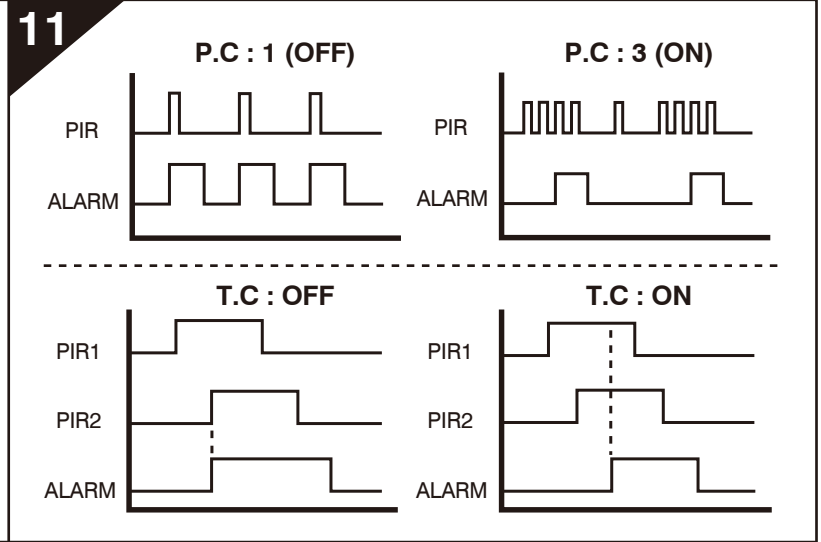 11
P.C : 1 (OFF)
PIR
ALARM
P.C : 3 (ON)
PIR
ALARM
T.C : OFF
PIR1
PIR2
ALARM
T.C : ON
PIR1
PIR2
ALARM